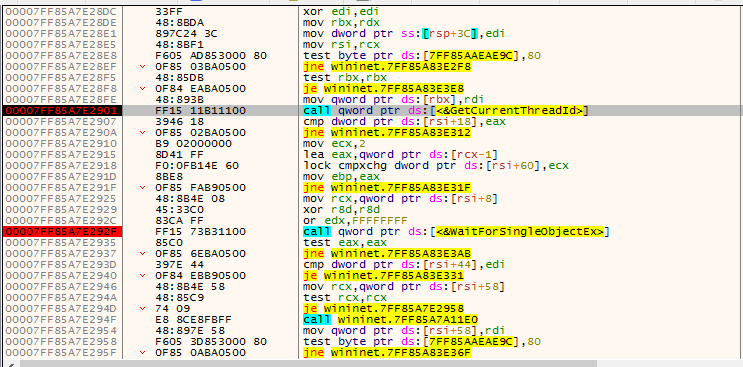 00007FF85A7E28DC 33FF xor edi,edi
00007FF85A7E28DE 48:8BDA mov rbx,rdx
00007FF85A7E28E1 897C24 3C mov dword ptr ss:[rsp+3C],edi
00007FF85A7E28E5 48:8BF1 mov rsi,rcx
00007FF85A7E28E8 F605 AD853000 80 test byte ptr ds:[7FF85AAEAE9C],80
00007FF85A7E28EF 0F85 03BA0500 jne wininet.7FF85A83E2F8
00007FF85A7E28F5 48:85DB test rbx,rbx
00007FF85A7E28F8 0F84 EABA0500 je wininet.7FF85A83E3E8
00007FF85A7E28FE 48:893B mov qword ptr ds:[rbx],rdi
00007FF85A7E2901 FF15 11B11100 call qword ptr ds:[<&GetCurrentThreadId>]
00007FF85A7E2907 3946 18 cmp dword ptr ds:[rsi+18],eax
00007FF85A7E290A 0F85 02BA0500 jne wininet.7FF85A83E312
00007FF85A7E2910 B9 02000000 mov ecx,2
00007FF85A7E2915 8D41 FF lea eax,qword ptr ds:[rcx-1]
00007FF85A7E2918 F0:0FB14E 60 lock cmpxchg dword ptr ds:[rsi+60],ecx
00007FF85A7E291D 8BE8 mov ebp,eax
00007FF85A7E291F 0F85 FAB90500 jne wininet.7FF85A83E31F
00007FF85A7E2925 48:8B4E 08 mov rcx,qword ptr ds:[rsi+8]
00007FF85A7E2929 45:33C0 xor r8d,r8d
00007FF85A7E292C 83CA FF or edx,FFFFFFFF
00007FF85A7E292F FF15 73B31100 call qword ptr ds:[<&WaitForSingleObjectEx>]
00007FF85A7E2935 85C0 test eax,eax
00007FF85A7E2937 0F85 6EBA0500 jne wininet.7FF85A83E3AB
00007FF85A7E293D 397E 44 cmp dword ptr ds:[rsi+44],edi
00007FF85A7E2940 0F84 EBB90500 je wininet.7FF85A83E331
00007FF85A7E2946 48:8B4E 58 mov rcx,qword ptr ds:[rsi+58]
00007FF85A7E294A 48:85C9 test rcx,rcx
00007FF85A7E294D 74 09 je wininet.7FF85A7E2958
00007FF85A7E294F E8 8CE8FBFF call wininet.7FF85A7A11E0
00007FF85A7E2954 48:897E 58 mov qword ptr ds:[rsi+58],rdi
00007FF85A7E2958 F605 3D853000 80 test byte ptr ds:[7FF85AAEAE9C],80
00007FF85A7E295F 0F85 0ABA0500 jne wininet.7FF85A83E36F